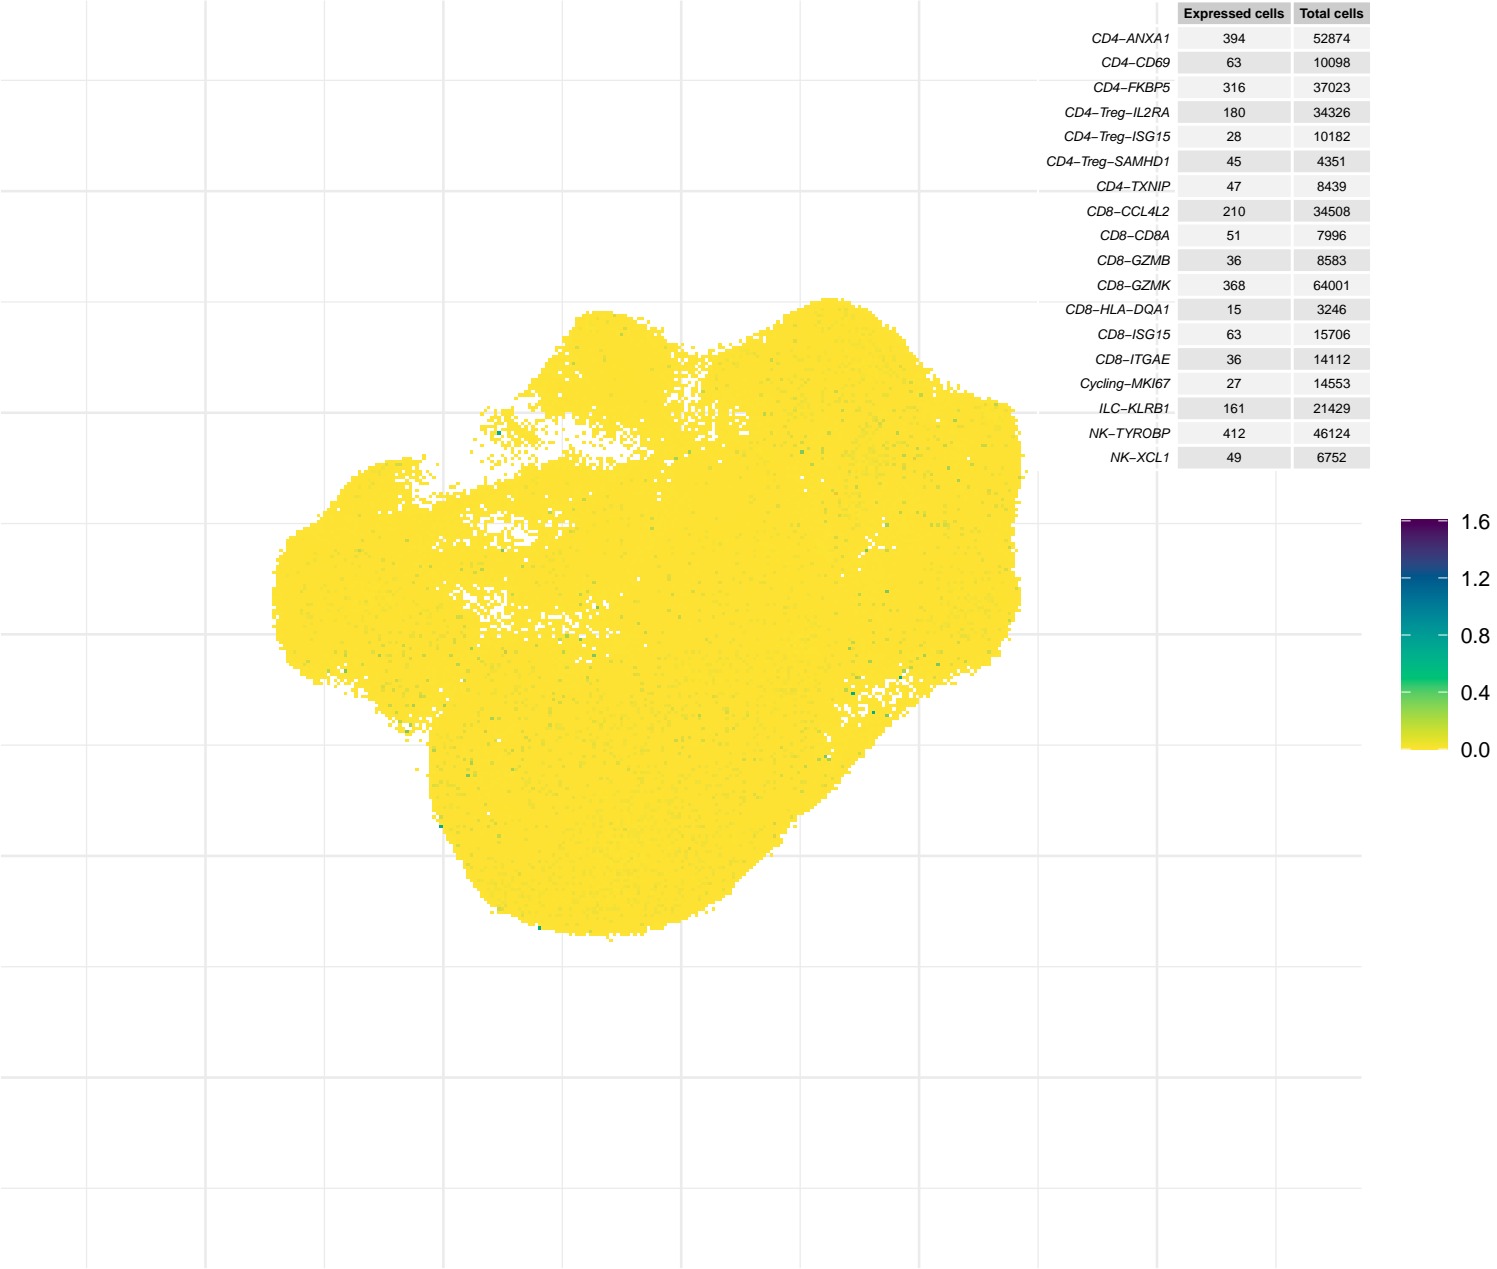 Expressed cells Total cells
CD4−ANXA1 394 52874
CD4−CD69 63 10098
CD4−FKBP5 316 37023
CD4−Treg−IL2RA 180 34326
CD4−Treg−ISG15 28 10182
CD4−Treg−SAMHD1 45 4351
CD4−TXNIP 47 8439
CD8−CCL4L2 210 34508
CD8−CD8A 51 7996
CD8−GZMB 36 8583
CD8−GZMK 368 64001
CD8−HLA−DQA1 15 3246
CD8−ISG15 63 15706
CD8−ITGAE 36 14112
Cycling−MKI67 27 14553
ILC−KLRB1 161 21429
NK−TYROBP 412 46124
NK−XCL1 49 6752
1.6
1.2
0.8
0.4
0.0